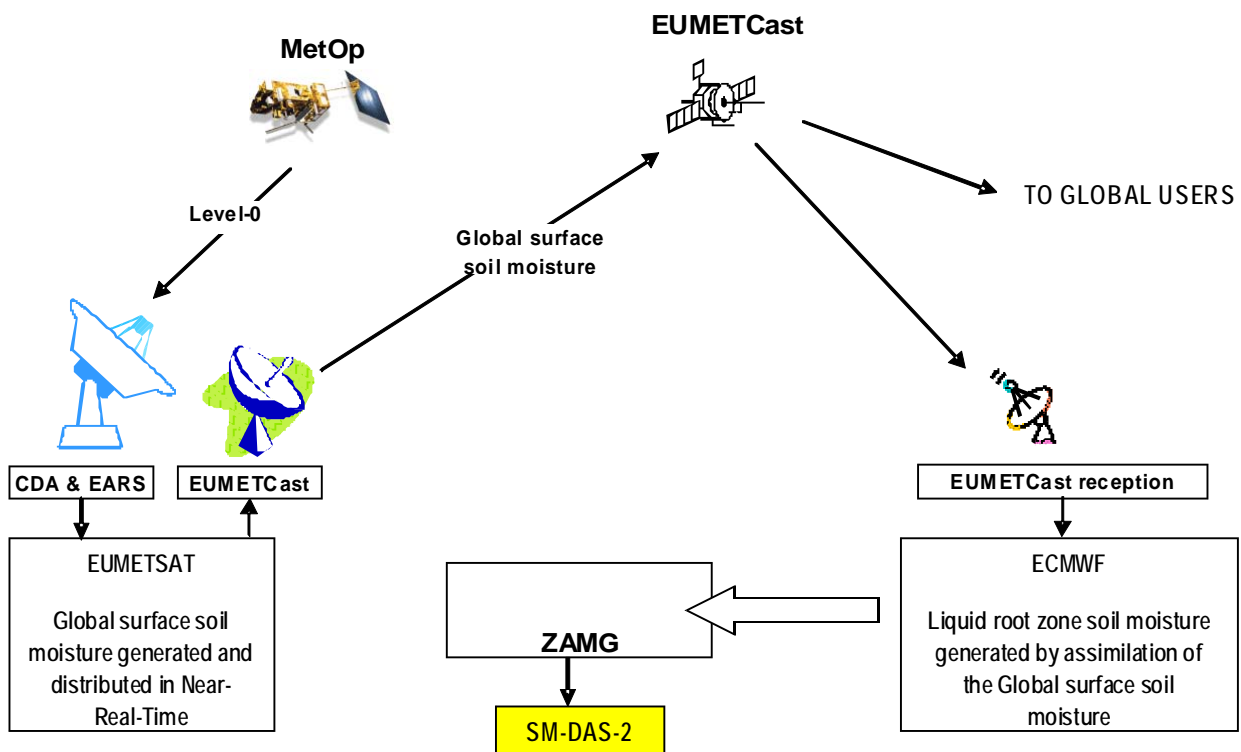 EUMETCast
MetOp
TO GLOBAL USERS
Level-0
Global surface
soil moisture
CDA & EARS
EUMETCast
EUMETCast reception
EUMETSAT
Global surface soil
moisture generated and
distributed in Near-
Real-Time
ZAMG
SM-DAS-2
ECMWF
Liquid root zone soil moisture
generated by assimilation of
the Global surface soil
moisture